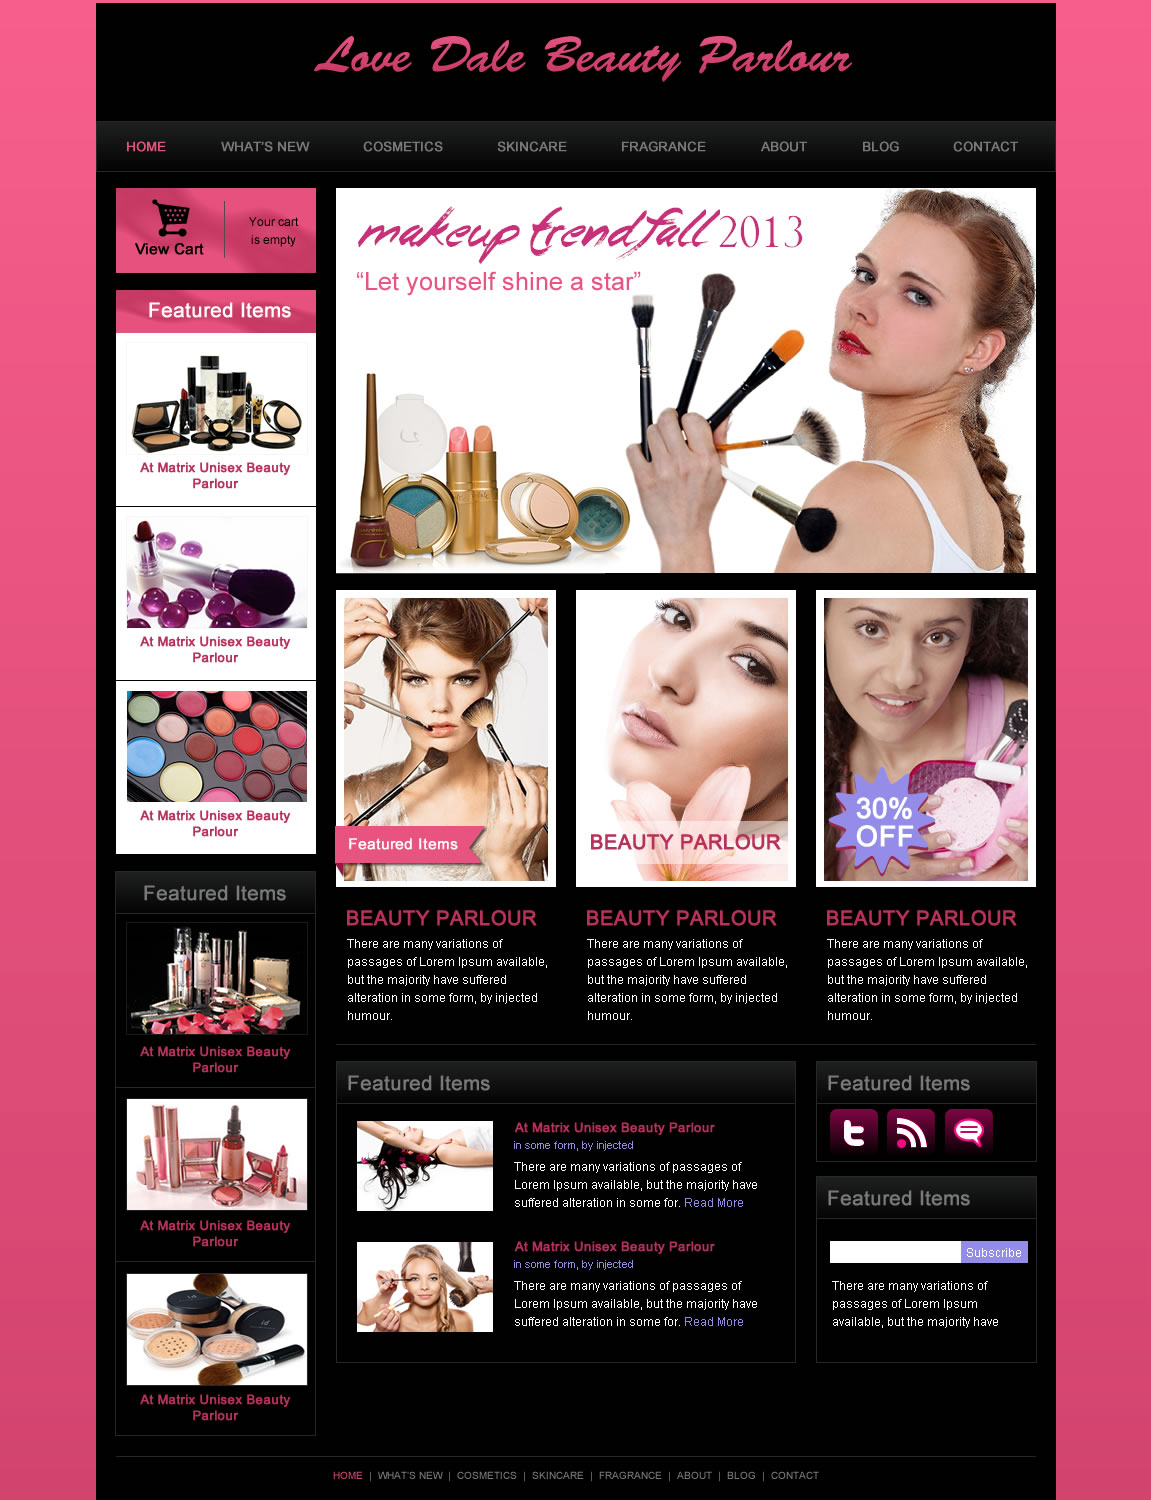 Love Dale Beauty Parlour
HOME
WHAT'S NEW
COSMETICS
SKINCARE
FRAGRANCE
ABOUT
BLOG
CONTACT
View Cart
Your cart
is empty
makeup trend fall 2013
“Let yourself shine a star”
Featured Items
At Matrix Unisex Beauty
Parlour
At Matrix Unisex Beauty
Parlour
At Matrix Unisex Beauty
Parlour
Featured Items
BEAUTY PARLOUR
30%
OFF
Featured Items
At Matrix Unisex Beauty
Parlour
At Matrix Unisex Beauty
Parlour
At Matrix Unisex Beauty
Parlour
BEAUTY PARLOUR
There are many variations of
passages of Lorem Ipsum available,
but the majority have suffered
alteration in some form, by injected
humour.
BEAUTY PARLOUR
There are many variations of
passages of Lorem Ipsum available,
but the majority have suffered
alteration in some form, by injected
humour.
BEAUTY PARLOUR
There are many variations of
passages of Lorem Ipsum available,
but the majority have suffered
alteration in some form, by injected
humour.
Featured Items
At Matrix Unisex Beauty Parlour
in some form, by injected
There are many variations of passages of
Lorem Ipsum available, but the majority have
suffered alteration in some for. Read More
At Matrix Unisex Beauty Parlour
in some form, by injected
There are many variations of passages of
Lorem Ipsum available, but the majority have
suffered alteration in some for. Read More
Featured Items
Featured Items
Subscribe
There are many variations of
passages of Lorem Ipsum
available, but the majority have
HOME | WHAT'S NEW | COSMETICS | SKINCARE | FRAGRANCE | ABOUT | BLOG | CONTACT